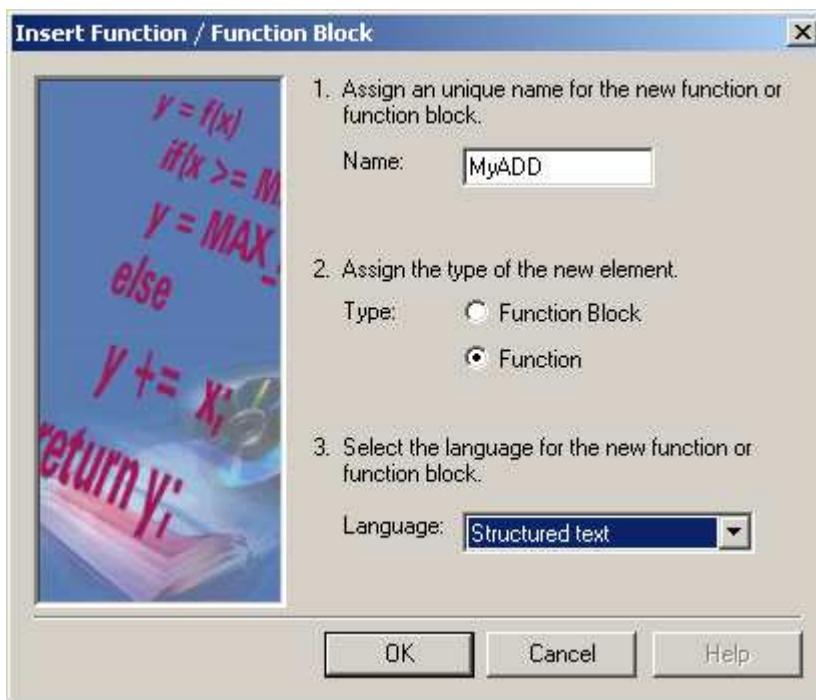 Insert Function / Function Block
y = f(x)
if(x >= M
y = MAX_
else
y += x;
return y;
1. Assign an unique name for the new function or
function block.
Name: MyADD
2. Assign the type of the new element.
Type: Function Block
Function
3. Select the language for the new function or
function block.
Language: Structured text
OK Cancel Help